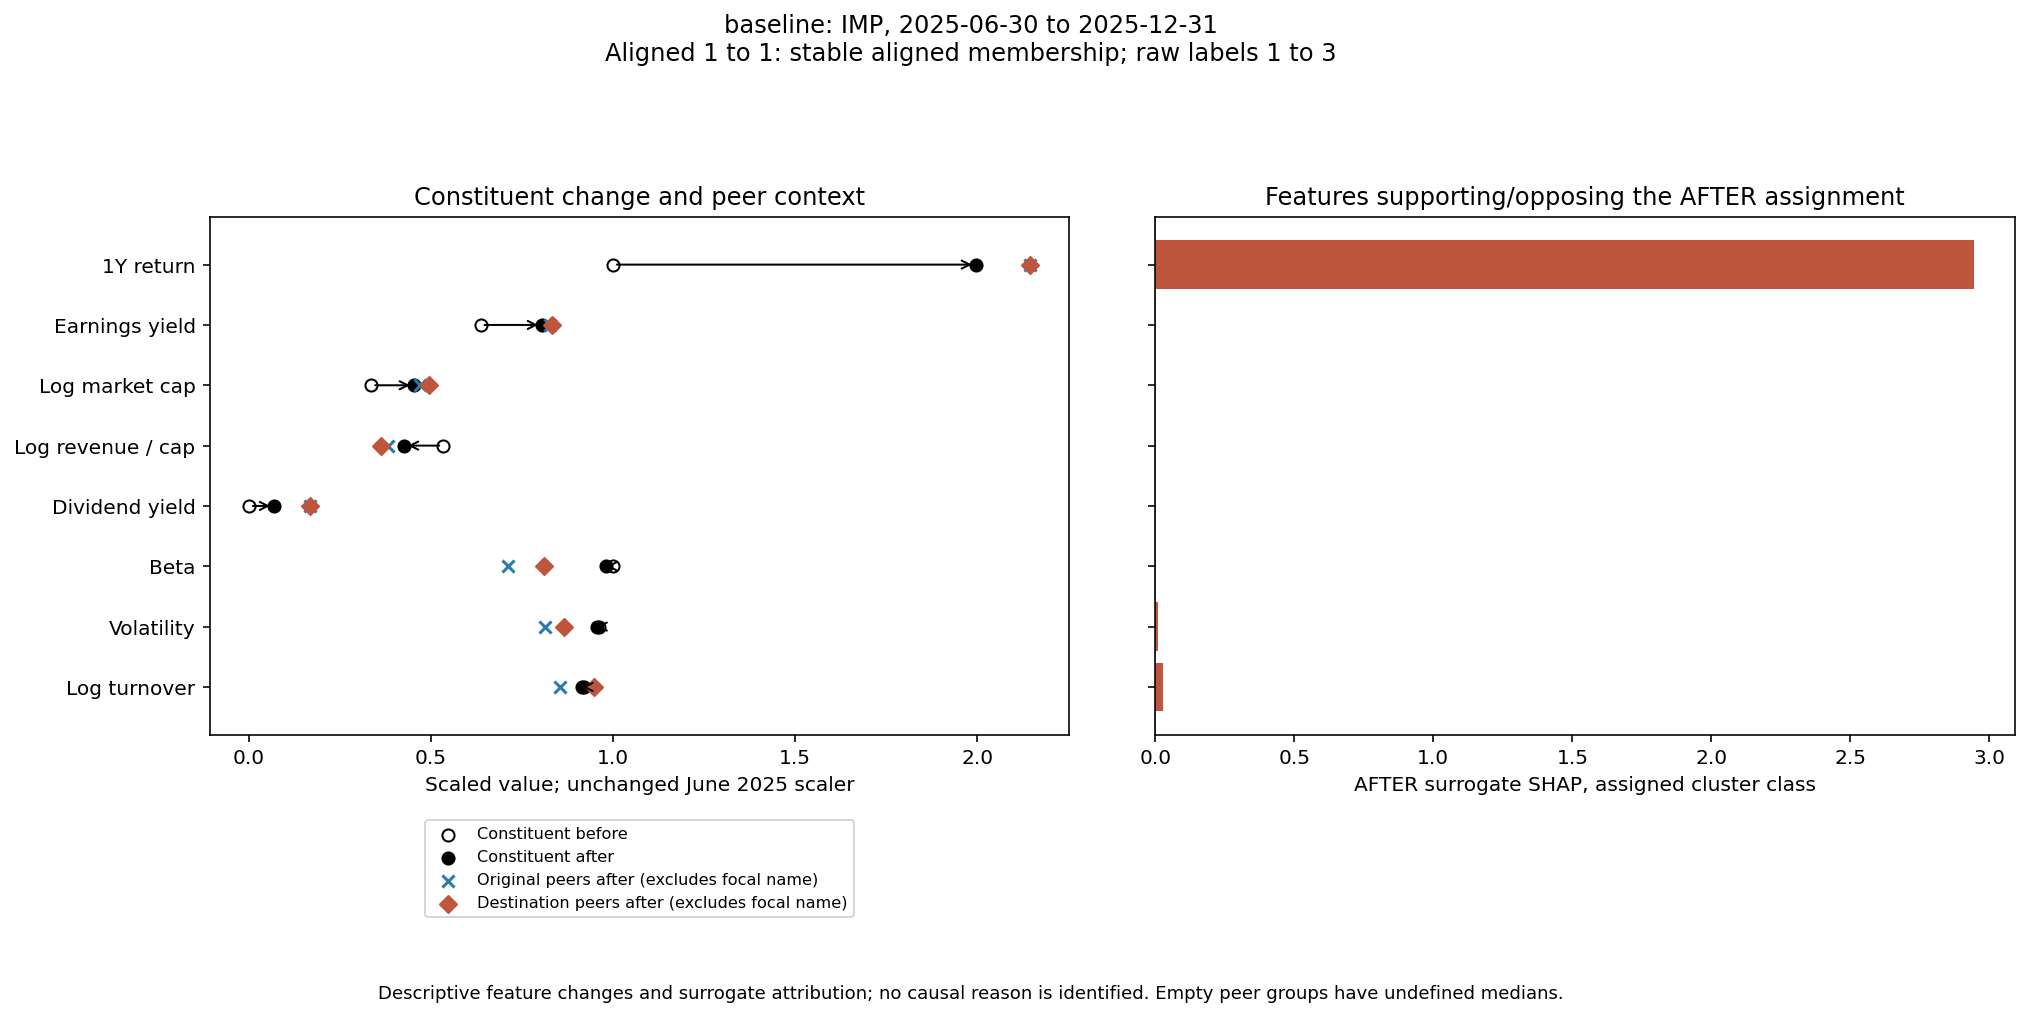 baseline: IMP, 2025-06-30 to 2025-12-31
Aligned 1 to 1: stable aligned membership; raw labels 1 to 3
Constituent change and peer context
1Y return
Earnings yield
Log market cap
Log revenue / cap
Dividend yield
Beta
Volatility
Log turnover
0.0 0.5 1.0 1.5 2.0
Scaled value; unchanged June 2025 scaler
Constituent before
Constituent after
Original peers after (excludes focal name)
Destination peers after (excludes focal name)
Features supporting/opposing the AFTER assignment
0.0 0.5 1.0 1.5 2.0 2.5 3.0
AFTER surrogate SHAP, assigned cluster class
Descriptive feature changes and surrogate attribution; no causal reason is identified. Empty peer groups have undefined medians.